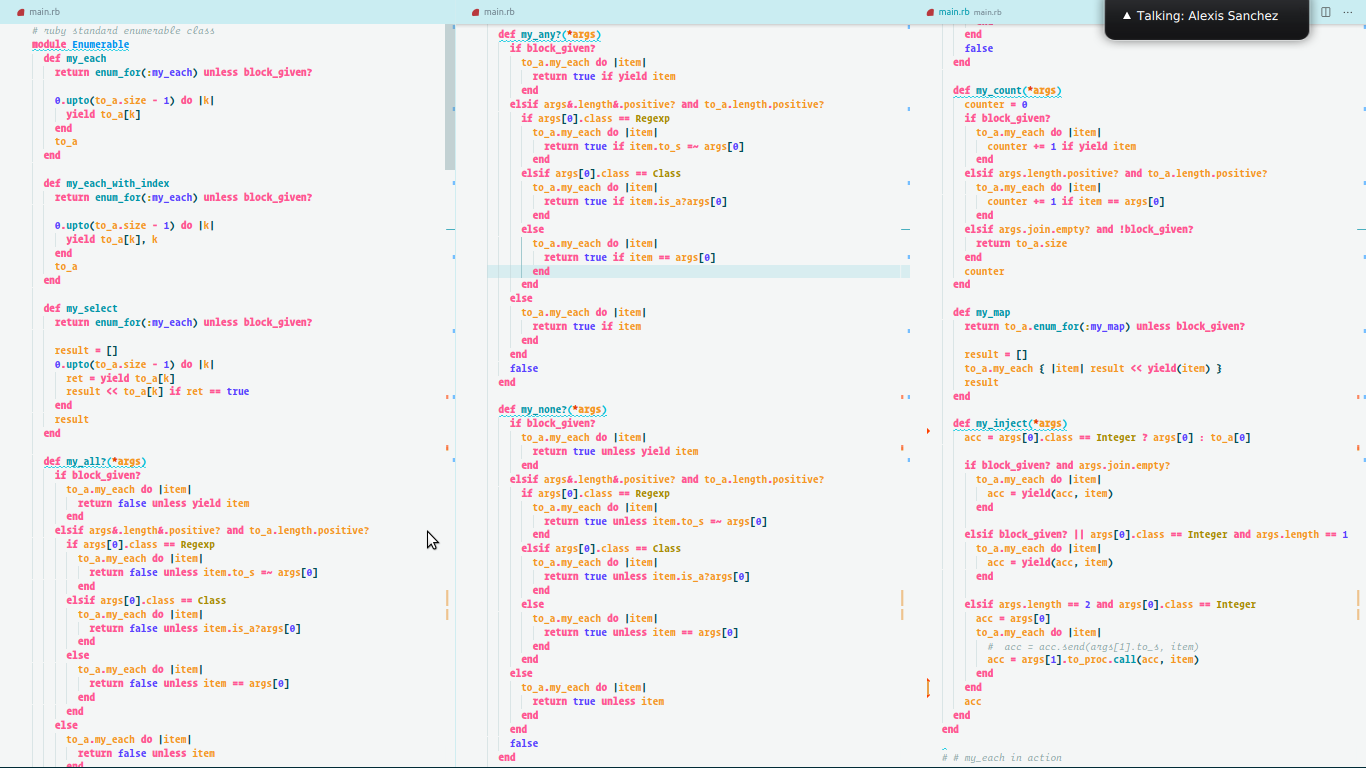 main.rb
# ruby standard enumerable class
module Enumerable
def my_each
return enum_for(:my_each) unless block_given?
0.upto(to_a.size - 1) do |k|
yield to_a[k]
end
to_a
end
def my_each_with_index
return enum_for(:my_each) unless block_given?
0.upto(to_a.size - 1) do |k|
yield to_a[k], k
end
to_a
end
def my_select
return enum_for(:my_each) unless block_given?
result = []
0.upto(to_a.size - 1) do |k|
ret = yield to_a[k]
result << to_a[k] if ret == true
end
result
end
def my_all?(*args)
if block_given?
to_a.my_each do |item|
return false unless yield item
end
elsif args&.length&.positive? and to_a.length.positive?
if args[0].class == Regexp
to_a.my_each do |item|
return false unless item.to_s =~ args[0]
end
elsif args[0].class == Class
to_a.my_each do |item|
return false unless item.is_a?args[0]
end
else
to_a.my_each do |item|
return false unless item == args[0]
end
end
else
to_a.my_each do |item|
return false unless item
end
main.rb
def my_any?(*args)
if block_given?
to_a.my_each do |item|
return true if yield item
end
elsif args&.length&.positive? and to_a.length.positive?
if args[0].class == Regexp
to_a.my_each do |item|
return true if item.to_s =~ args[0]
end
elsif args[0].class == Class
to_a.my_each do |item|
return true if item.is_a?args[0]
end
else
to_a.my_each do |item|
return true if item == args[0]
end
end
else
to_a.my_each do |item|
return true if item
end
end
false
end
def my_none?(*args)
if block_given?
to_a.my_each do |item|
return true unless yield item
end
elsif args&.length&.positive? and to_a.length.positive?
if args[0].class == Regexp
to_a.my_each do |item|
return true unless item.to_s =~ args[0]
end
elsif args[0].class == Class
to_a.my_each do |item|
return true unless item.is_a?args[0]
end
else
to_a.my_each do |item|
return true unless item == args[0]
end
end
else
to_a.my_each do |item|
return true unless item
end
end
false
end
main.rb main.rb
Talking: Alexis Sanchez
end
end
false
end
def my_count(*args)
counter = 0
if block_given?
to_a.my_each do |item|
counter += 1 if yield item
end
elsif args.length.positive? and to_a.length.positive?
to_a.my_each do |item|
counter += 1 if item == args[0]
end
elsif args.join.empty? and !block_given?
return to_a.size
end
counter
end
def my_map
return to_a.enum_for(:my_map) unless block_given?
result = []
to_a.my_each { |item| result << yield(item) }
result
end
def my_inject(*args)
acc = args[0].class == Integer ? args[0] : to_a[0]
if block_given? and args.join.empty?
to_a.my_each do |item|
acc = yield(acc, item)
end
elsif block_given? || args[0].class == Integer and args.length == 1
to_a.my_each do |item|
acc = yield(acc, item)
end
elsif args.length == 2 and args[0].class == Integer
acc = args[0]
to_a.my_each do |item|
#  acc = acc.send(args[1].to_s, item)
acc = args[1].to_proc.call(acc, item)
end
end
acc
end
end
# # my_each in action